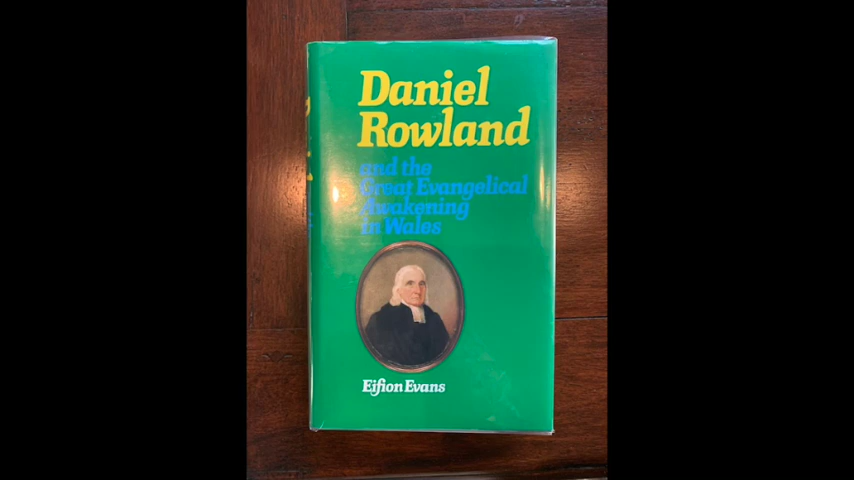 Daniel
Rowland
and the
Great Evangelical
Awakening
in Wales
Eifion Evans